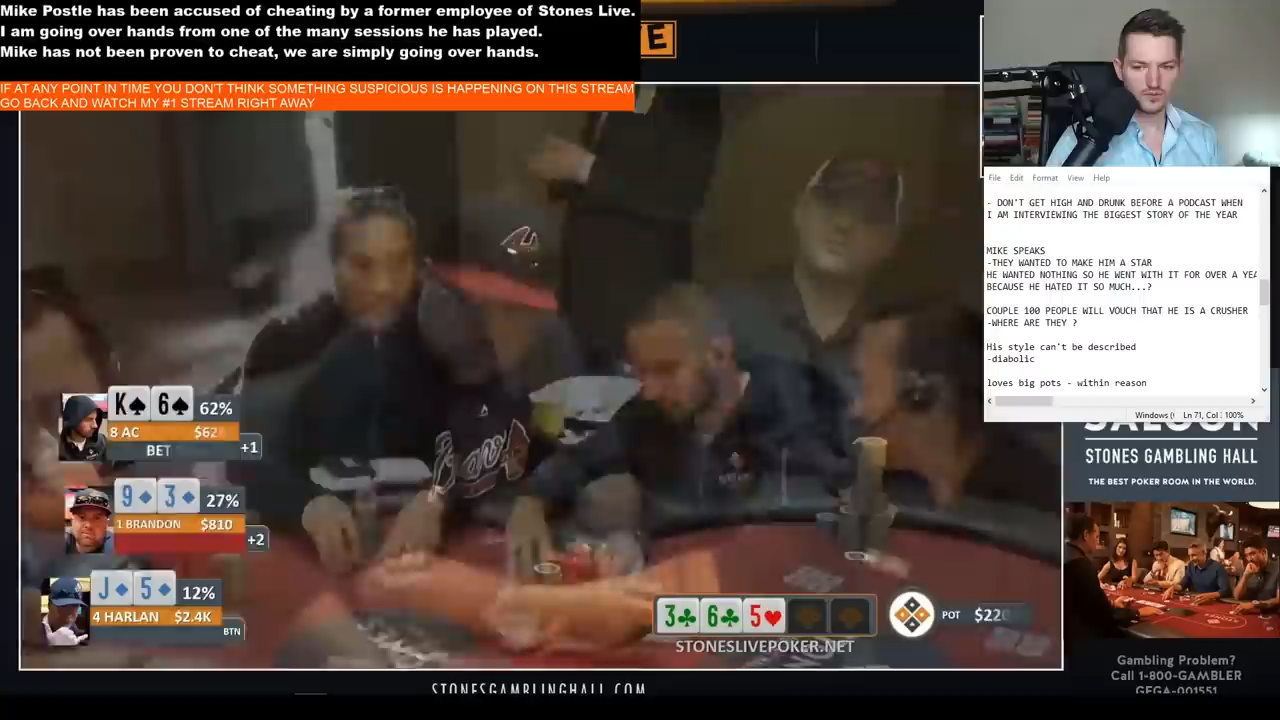 Mike Postle has been accused of cheating by a former employee of Stones Live.
I am going over hands from one of the many sessions he has played.
Mike has not been proven to cheat, we are simply going over hands.
IF AT ANY POINT IN TIME YOU DON'T THINK SOMETHING SUSPICIOUS IS HAPPENING ON THIS STREAM
GO BACK AND WATCH MY #1 STREAM RIGHT AWAY
File Edit Format View Help
- DON'T GET HIGH AND DRUNK BEFORE A PODCAST WHEN
I AM INTERVIEWING THE BIGGEST STORY OF THE YEAR
MIKE SPEAKS
-THEY WANTED TO MAKE HIM A STAR
HE WANTED NOTHING SO HE WENT WITH IT FOR OVER A YEA
BECAUSE HE HATED IT SO MUCH...?
COUPLE 100 PEOPLE WILL VOUCH THAT HE IS A CRUSHER
-WHERE ARE THEY ?
His style can't be described
-diabolic
loves big pots - within reason
Windows ( Ln 71, Col 100%
K♠ 6♠ 62%
8 AC
BET +1
9♦ 3♦ 27%
1 BRANDON $810
+2
J♦ 5♦ 12%
4 HARLAN $2.4K
BTN
Braves
3♣ 6♣ 5♥
POT $220
STONESLIVEPOKER.NET
STONESGAMBLINGHALL.COM
SALOON
STONES GAMBLING HALL
THE BEST POKER ROOM IN THE WORLD.
Gambling Problem?
Call 1-800-GAMBLER
GEGA-001551